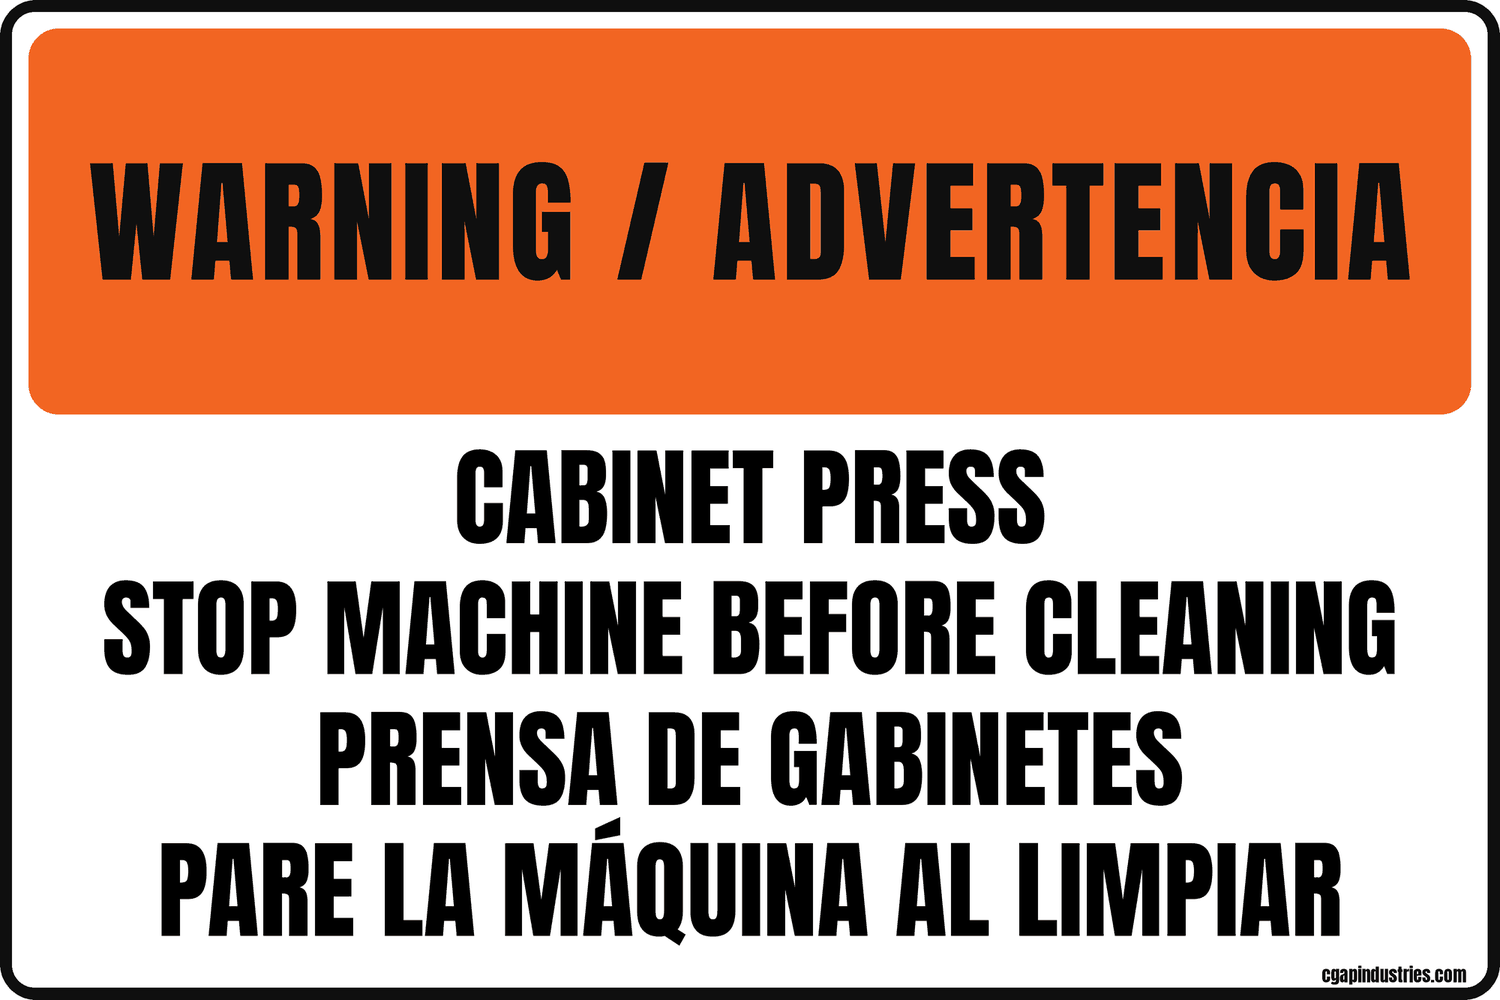 WARNING / ADVERTENCIA
CABINET PRESS
STOP MACHINE BEFORE CLEANING
PRENSA DE GABINETES
PARE LA MÁQUINA AL LIMPIAR
cgapindustries.com